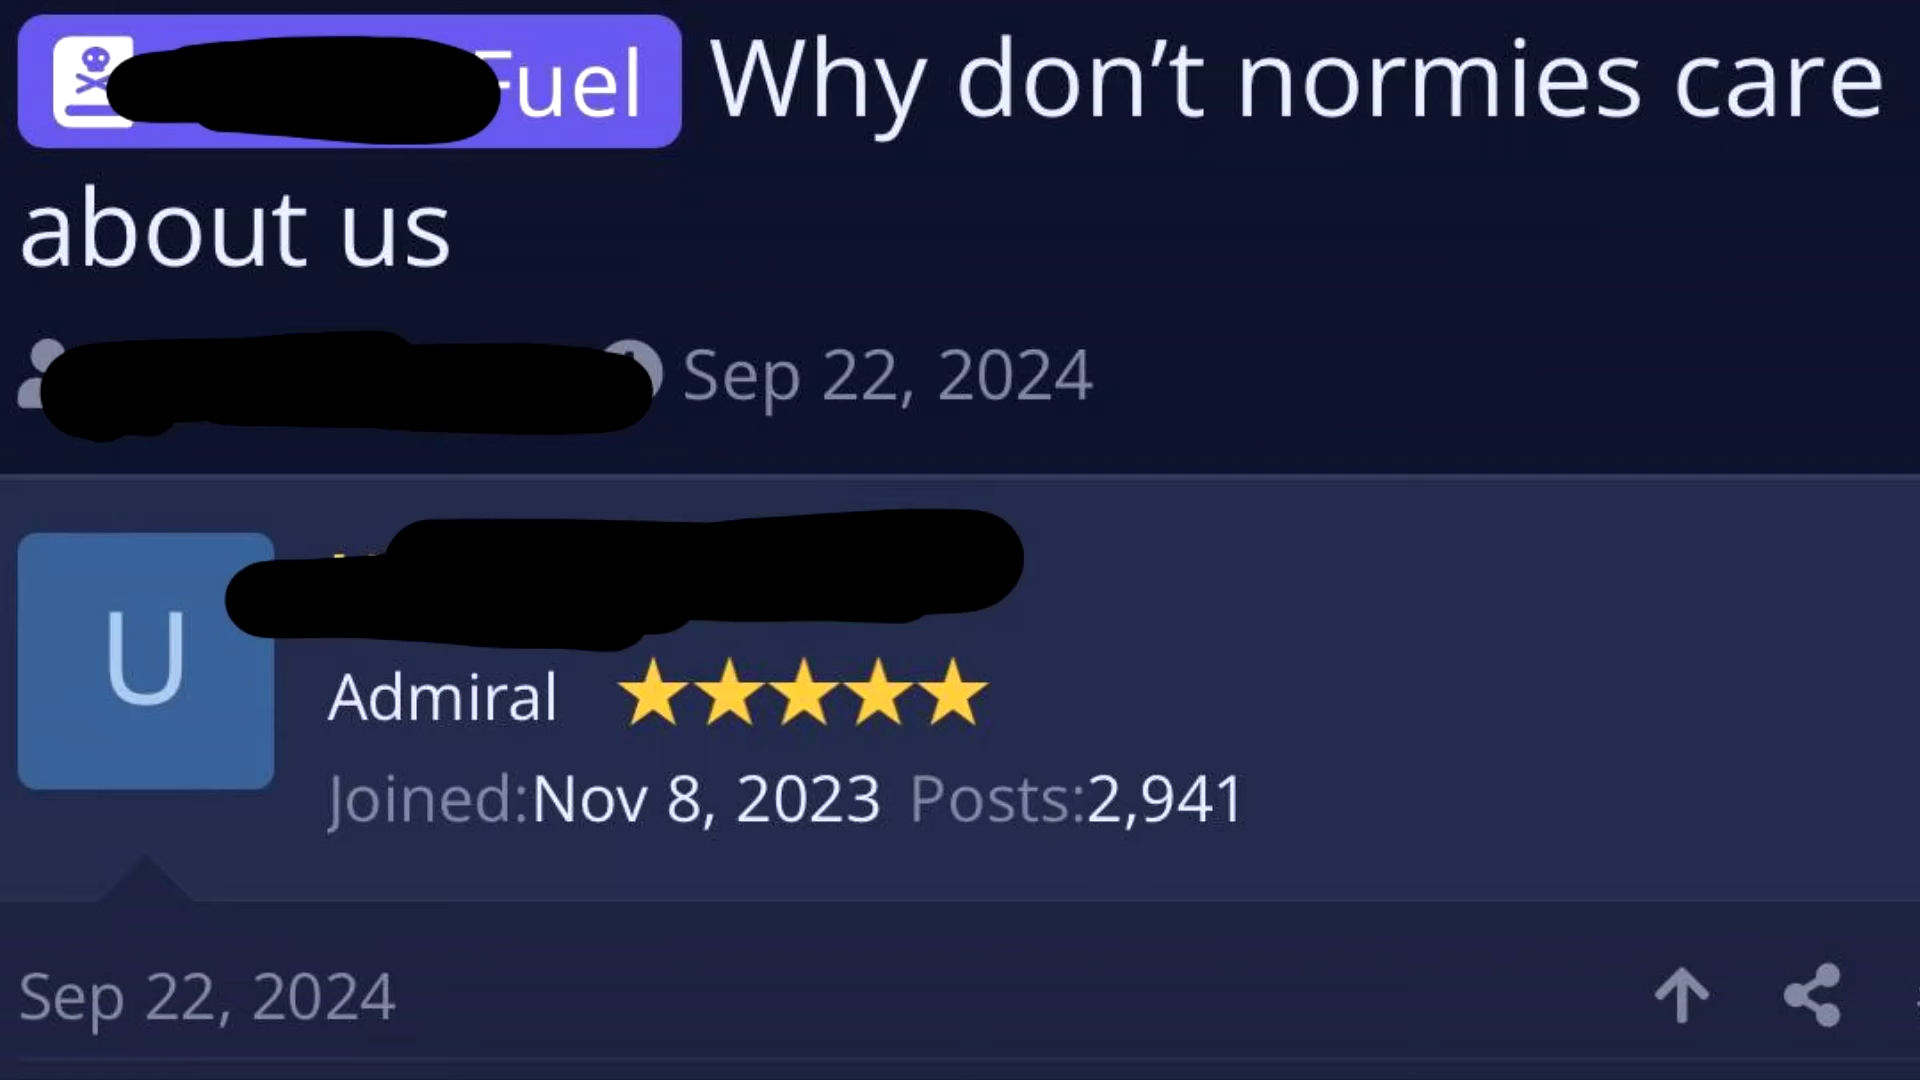 Fuel Why don’t normies care
about us
Sep 22, 2024
U
Admiral
Joined: Nov 8, 2023 Posts: 2,941
Sep 22, 2024